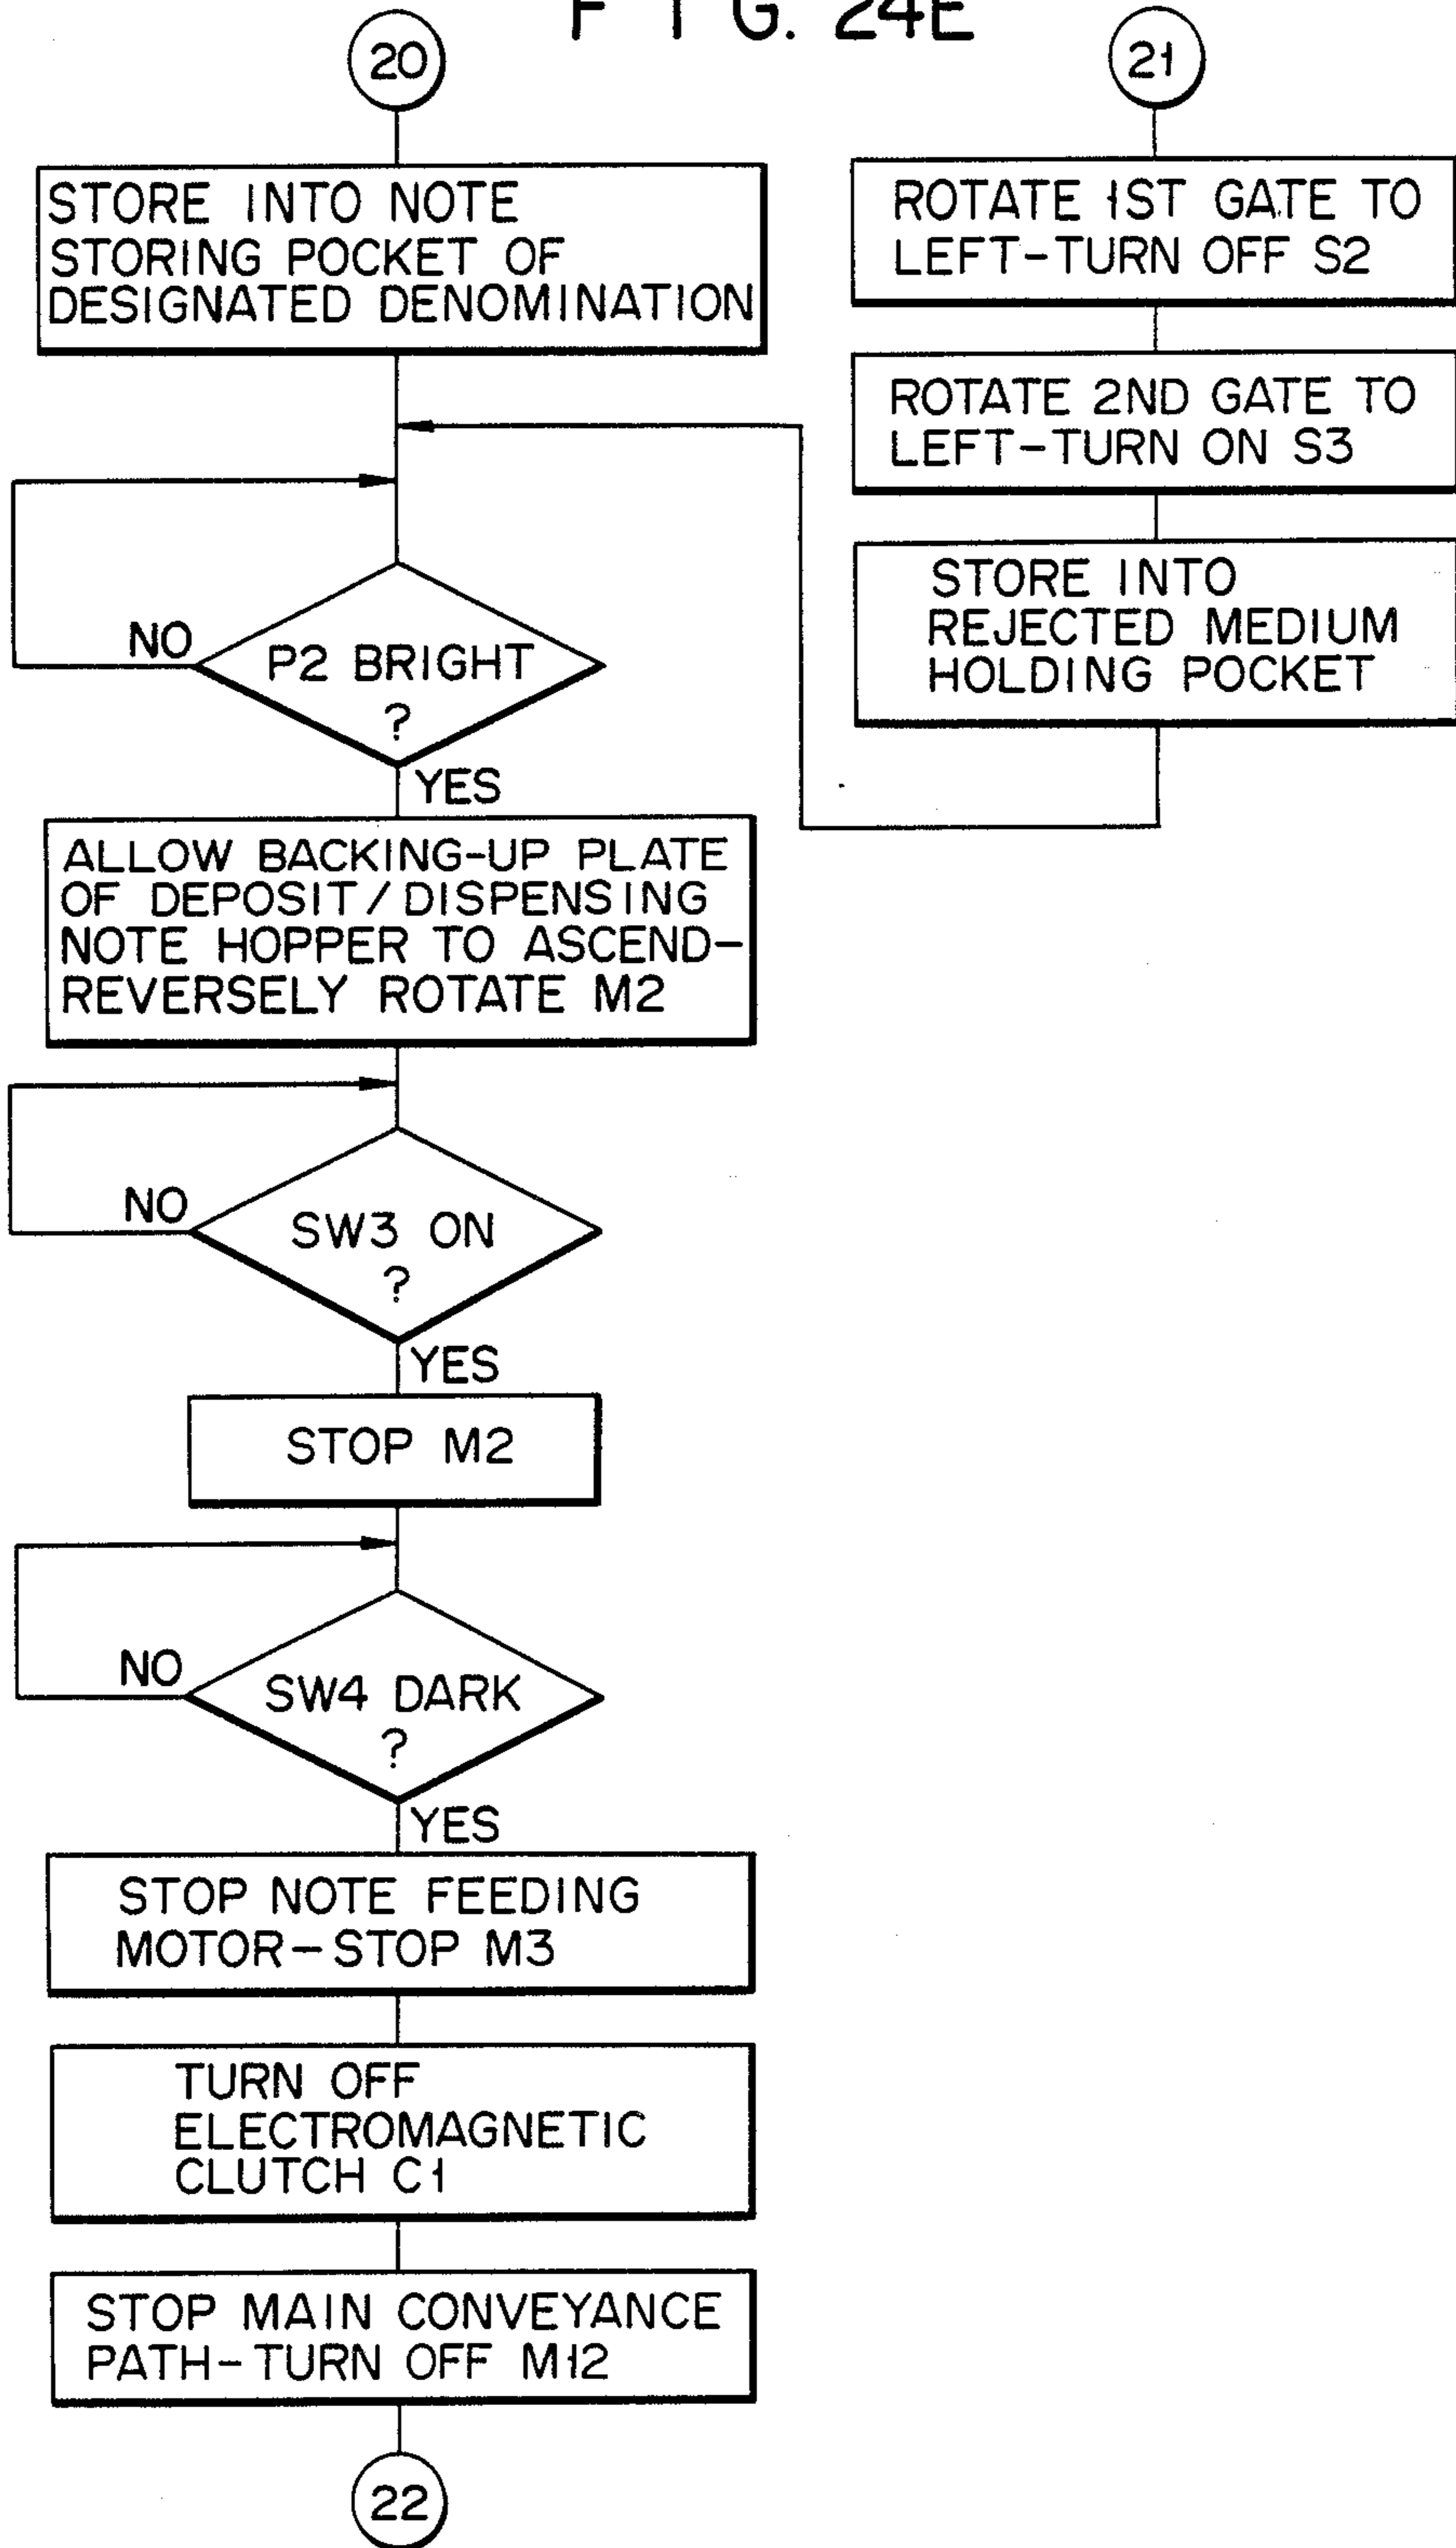 FIG. 24E
20
STORE INTO NOTE
STORING POCKET OF
DESIGNATED DENOMINATION
NO
P2 BRIGHT
?
YES
ALLOW BACKING-UP PLATE
OF DEPOSIT/DISPENSING
NOTE HOPPER TO ASCEND-
REVERSELY ROTATE M2
NO
SW3 ON
?
YES
STOP M2
NO
SW4 DARK
?
YES
STOP NOTE FEEDING
MOTOR-STOP M3
TURN OFF
ELECTROMAGNETIC
CLUTCH C1
STOP MAIN CONVEYANCE
PATH-TURN OFF M12
22
21
ROTATE 1ST GATE TO
LEFT-TURN OFF S2
ROTATE 2ND GATE TO
LEFT-TURN ON S3
STORE INTO
REJECTED MEDIUM
HOLDING POCKET